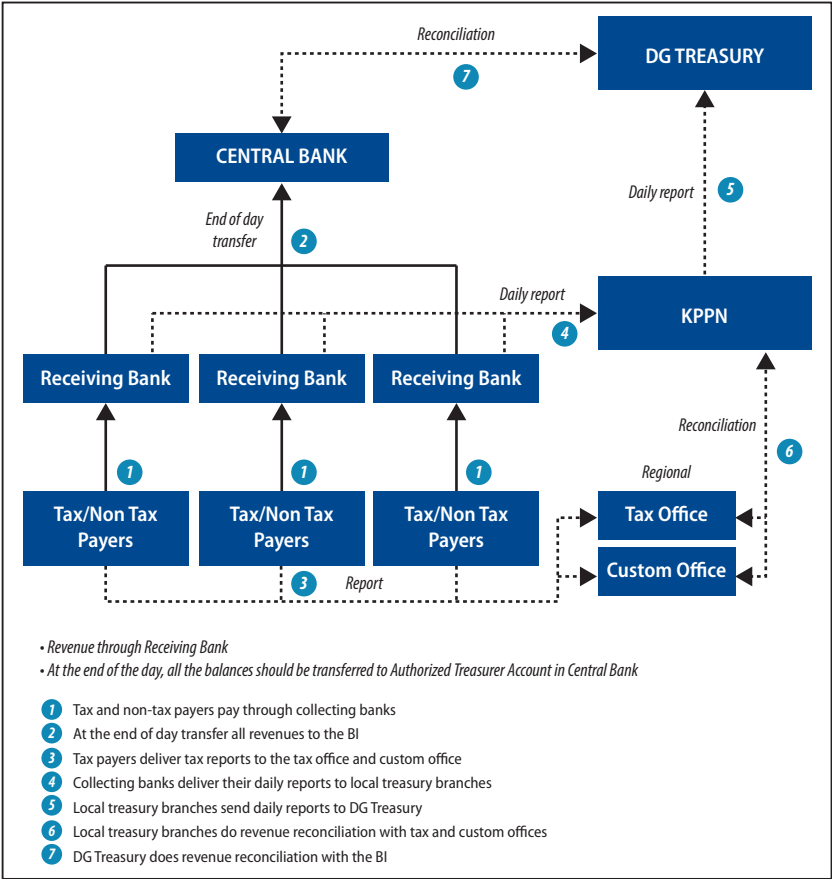 Reconciliation
7
DG TREASURY
CENTRAL BANK
End of day
transfer
2
Daily report
5
Daily report
4
KPPN
Receiving Bank
Receiving Bank
Receiving Bank
Reconciliation
6
1
1
1
Regional
Tax/Non Tax
Payers
Tax/Non Tax
Payers
Tax/Non Tax
Payers
Tax Office
Custom Office
3
Report
• Revenue through Receiving Bank
• At the end of the day, all the balances should be transferred to Authorized Treasurer Account in Central Bank
1 Tax and non-tax payers pay through collecting banks
2 At the end of day transfer all revenues to the BI
3 Tax payers deliver tax reports to the tax office and custom office
4 Collecting banks deliver their daily reports to local treasury branches
5 Local treasury branches send daily reports to DG Treasury
6 Local treasury branches do revenue reconciliation with tax and custom offices
7 DG Treasury does revenue reconciliation with the BI